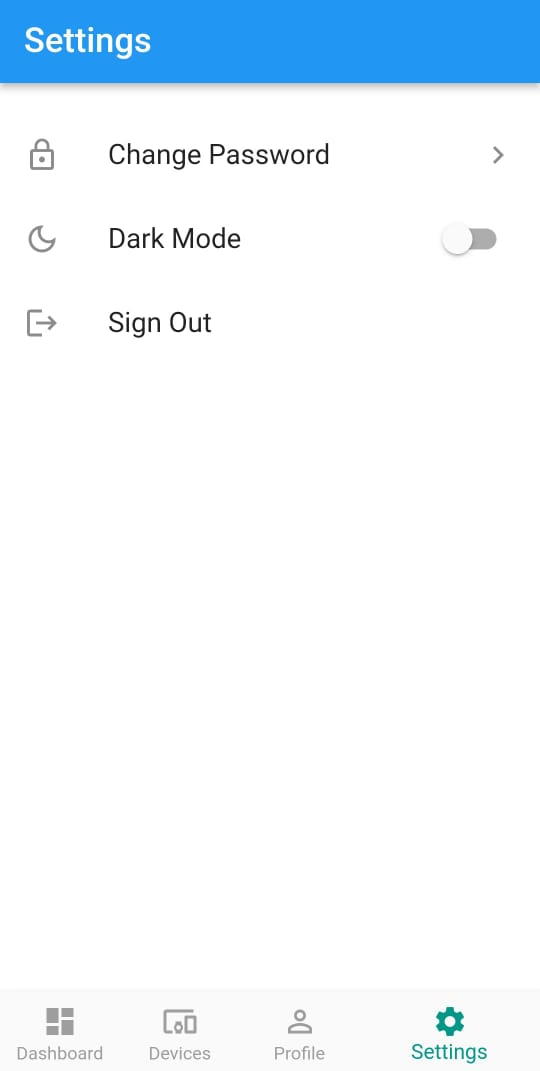 Settings
Change Password
Dark Mode
Sign Out
Dashboard
Devices
Profile
Settings